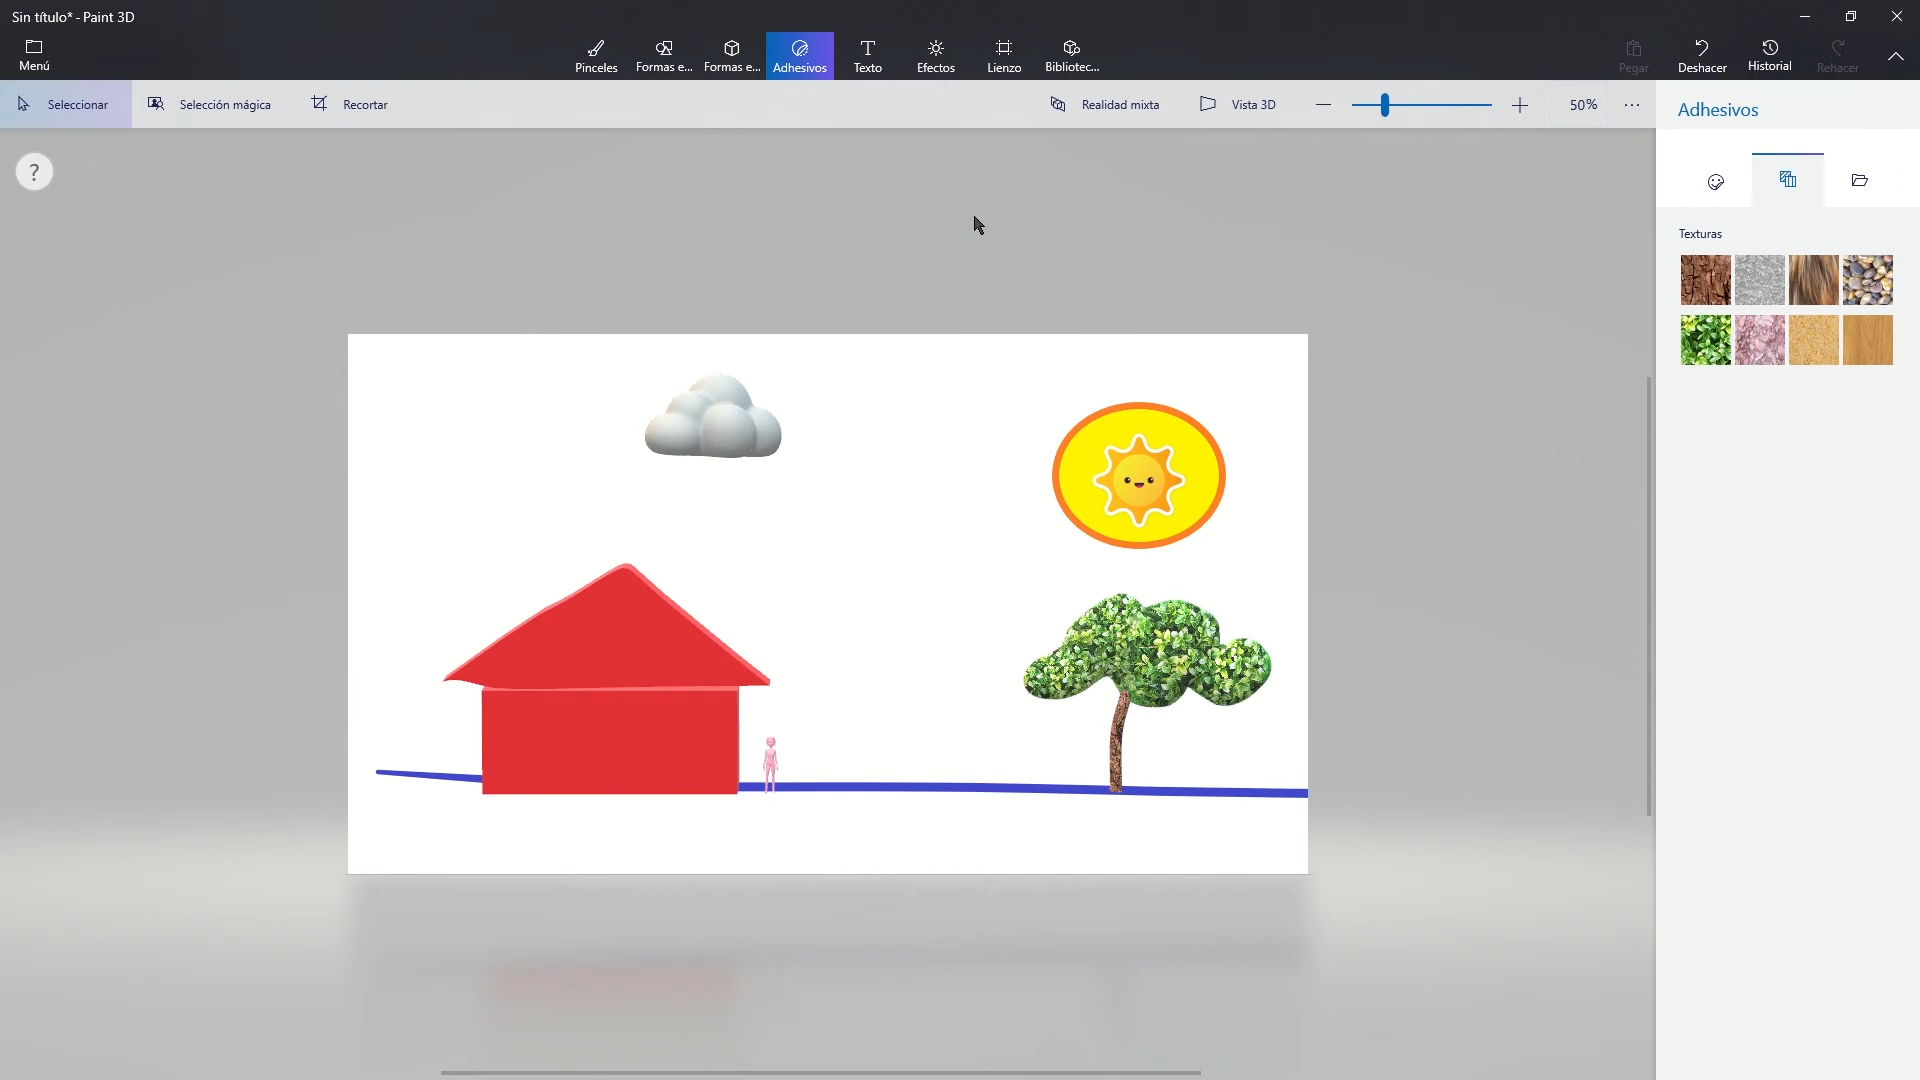 Sin título* - Paint 3D
Menú
Pinceles
Formas e...
Formas e...
Adhesivos
Texto
Efectos
Lienzo
Bibliotec...
Pegar
Deshacer
Historial
Rehacer
Seleccionar
Selección mágica
Recortar
Realidad mixta
Vista 3D
50%
Adhesivos
?
Texturas